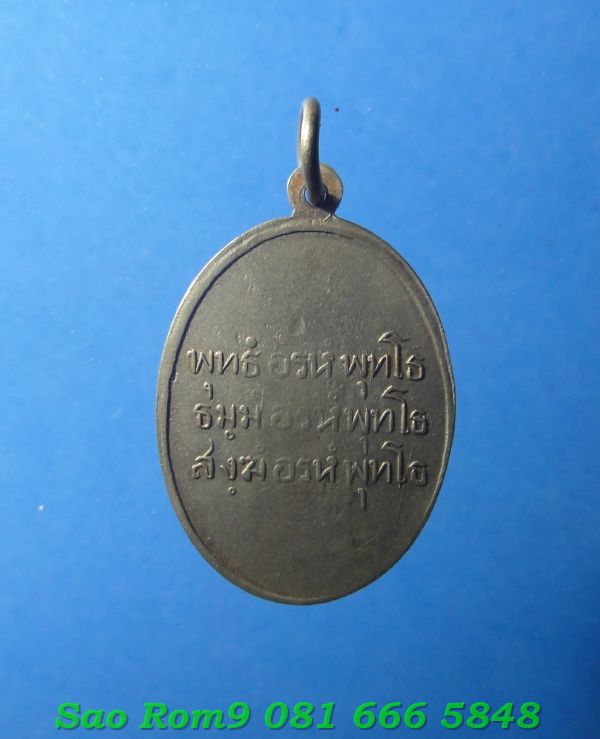 พุทธํ อรหํ พุทโธ
ธมฺมํ อรหํ พุทโธ
สงฺฆํ อรหํ พุทโธ
Sao Rom9 081 666 5848